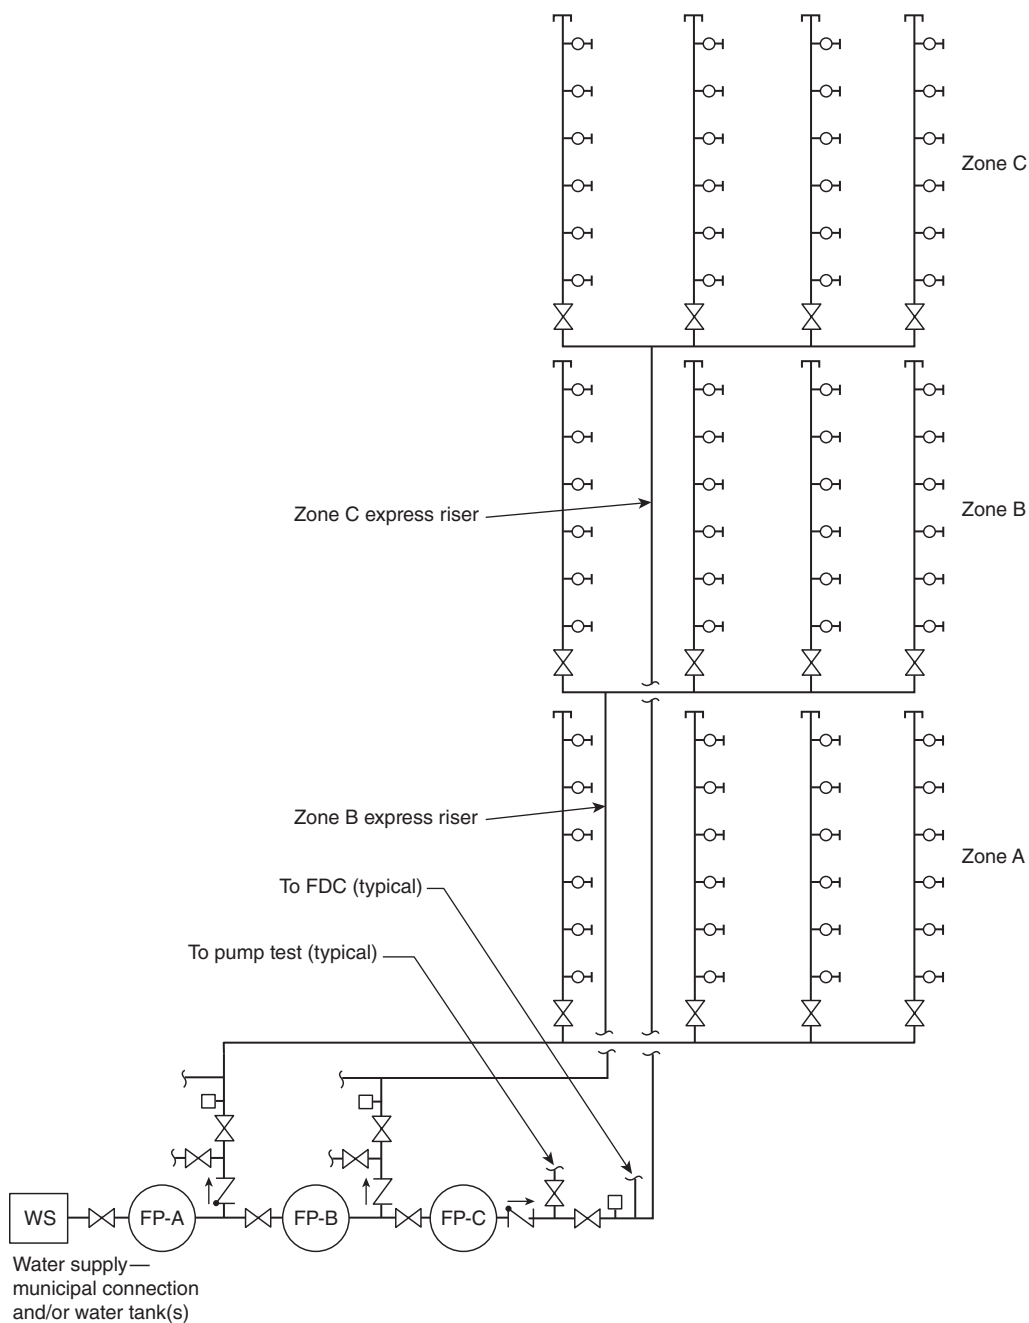 Zone C
Zone C express riser
Zone B
Zone B express riser
Zone A
To FDC (typical)
To pump test (typical)
WS
FP-A
FP-B
FP-C
Water supply—
municipal connection
and/or water tank(s)